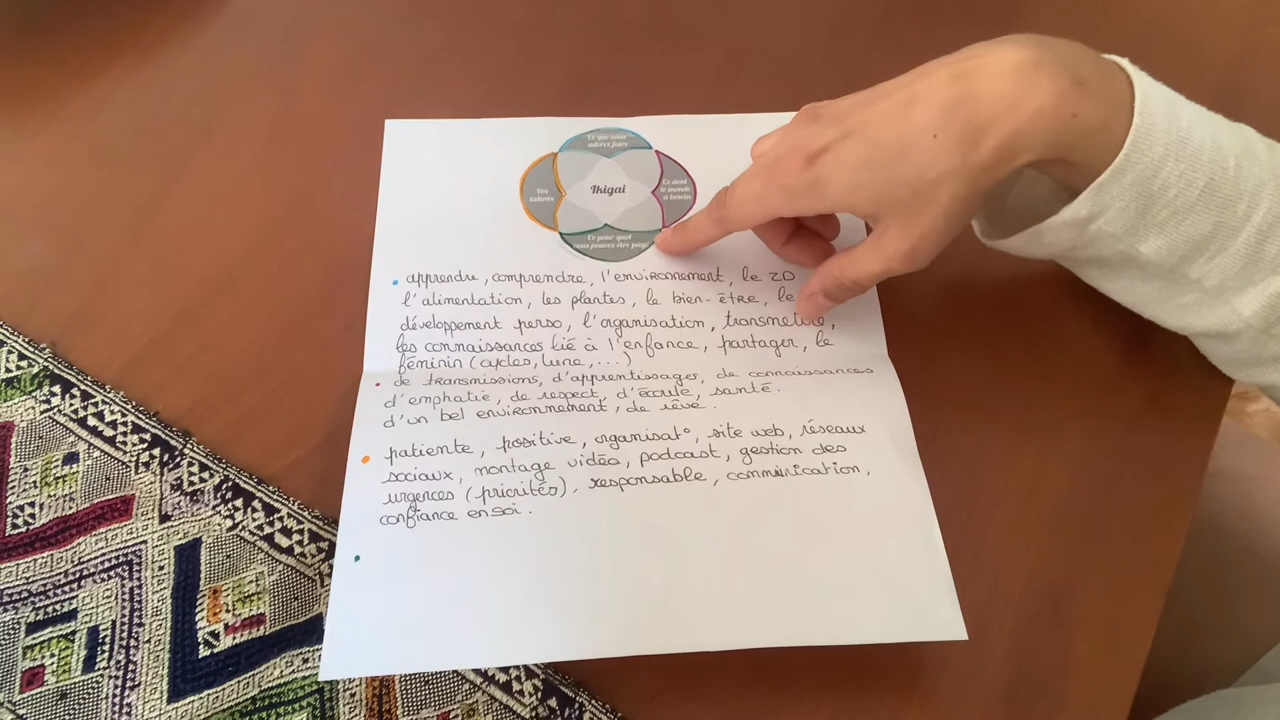 Ce que vous
adorez faire
Vos
talents
Ikigai
Ce dont
le monde
a besoin
Ce pour quoi
vous pouvez être payé
apprendre, comprendre, l'environnement, le ZD
l'alimentation, les plantes, le bien-être, le
développement perso, l'organisation, transmettre,
les connaissances lié à l'enfance, partager, le
féminin (cycles, lune, ...)
de transmissions, d'apprentissages, de connaissances
d'emphatie, de respect, d'écoute, santé.
d'un bel environnement, de rêve.
patiente, positive, organisat°, site web, réseaux
sociaux, montage vidéo, podcast, gestion des
urgences (priorités), responsable, communication,
confiance en soi.